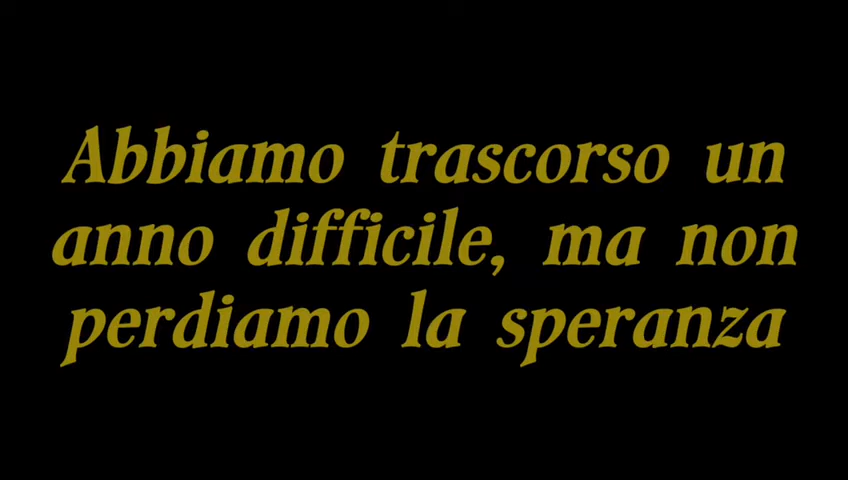 Abbiamo trascorso un
anno difficile, ma non
perdiamo la speranza